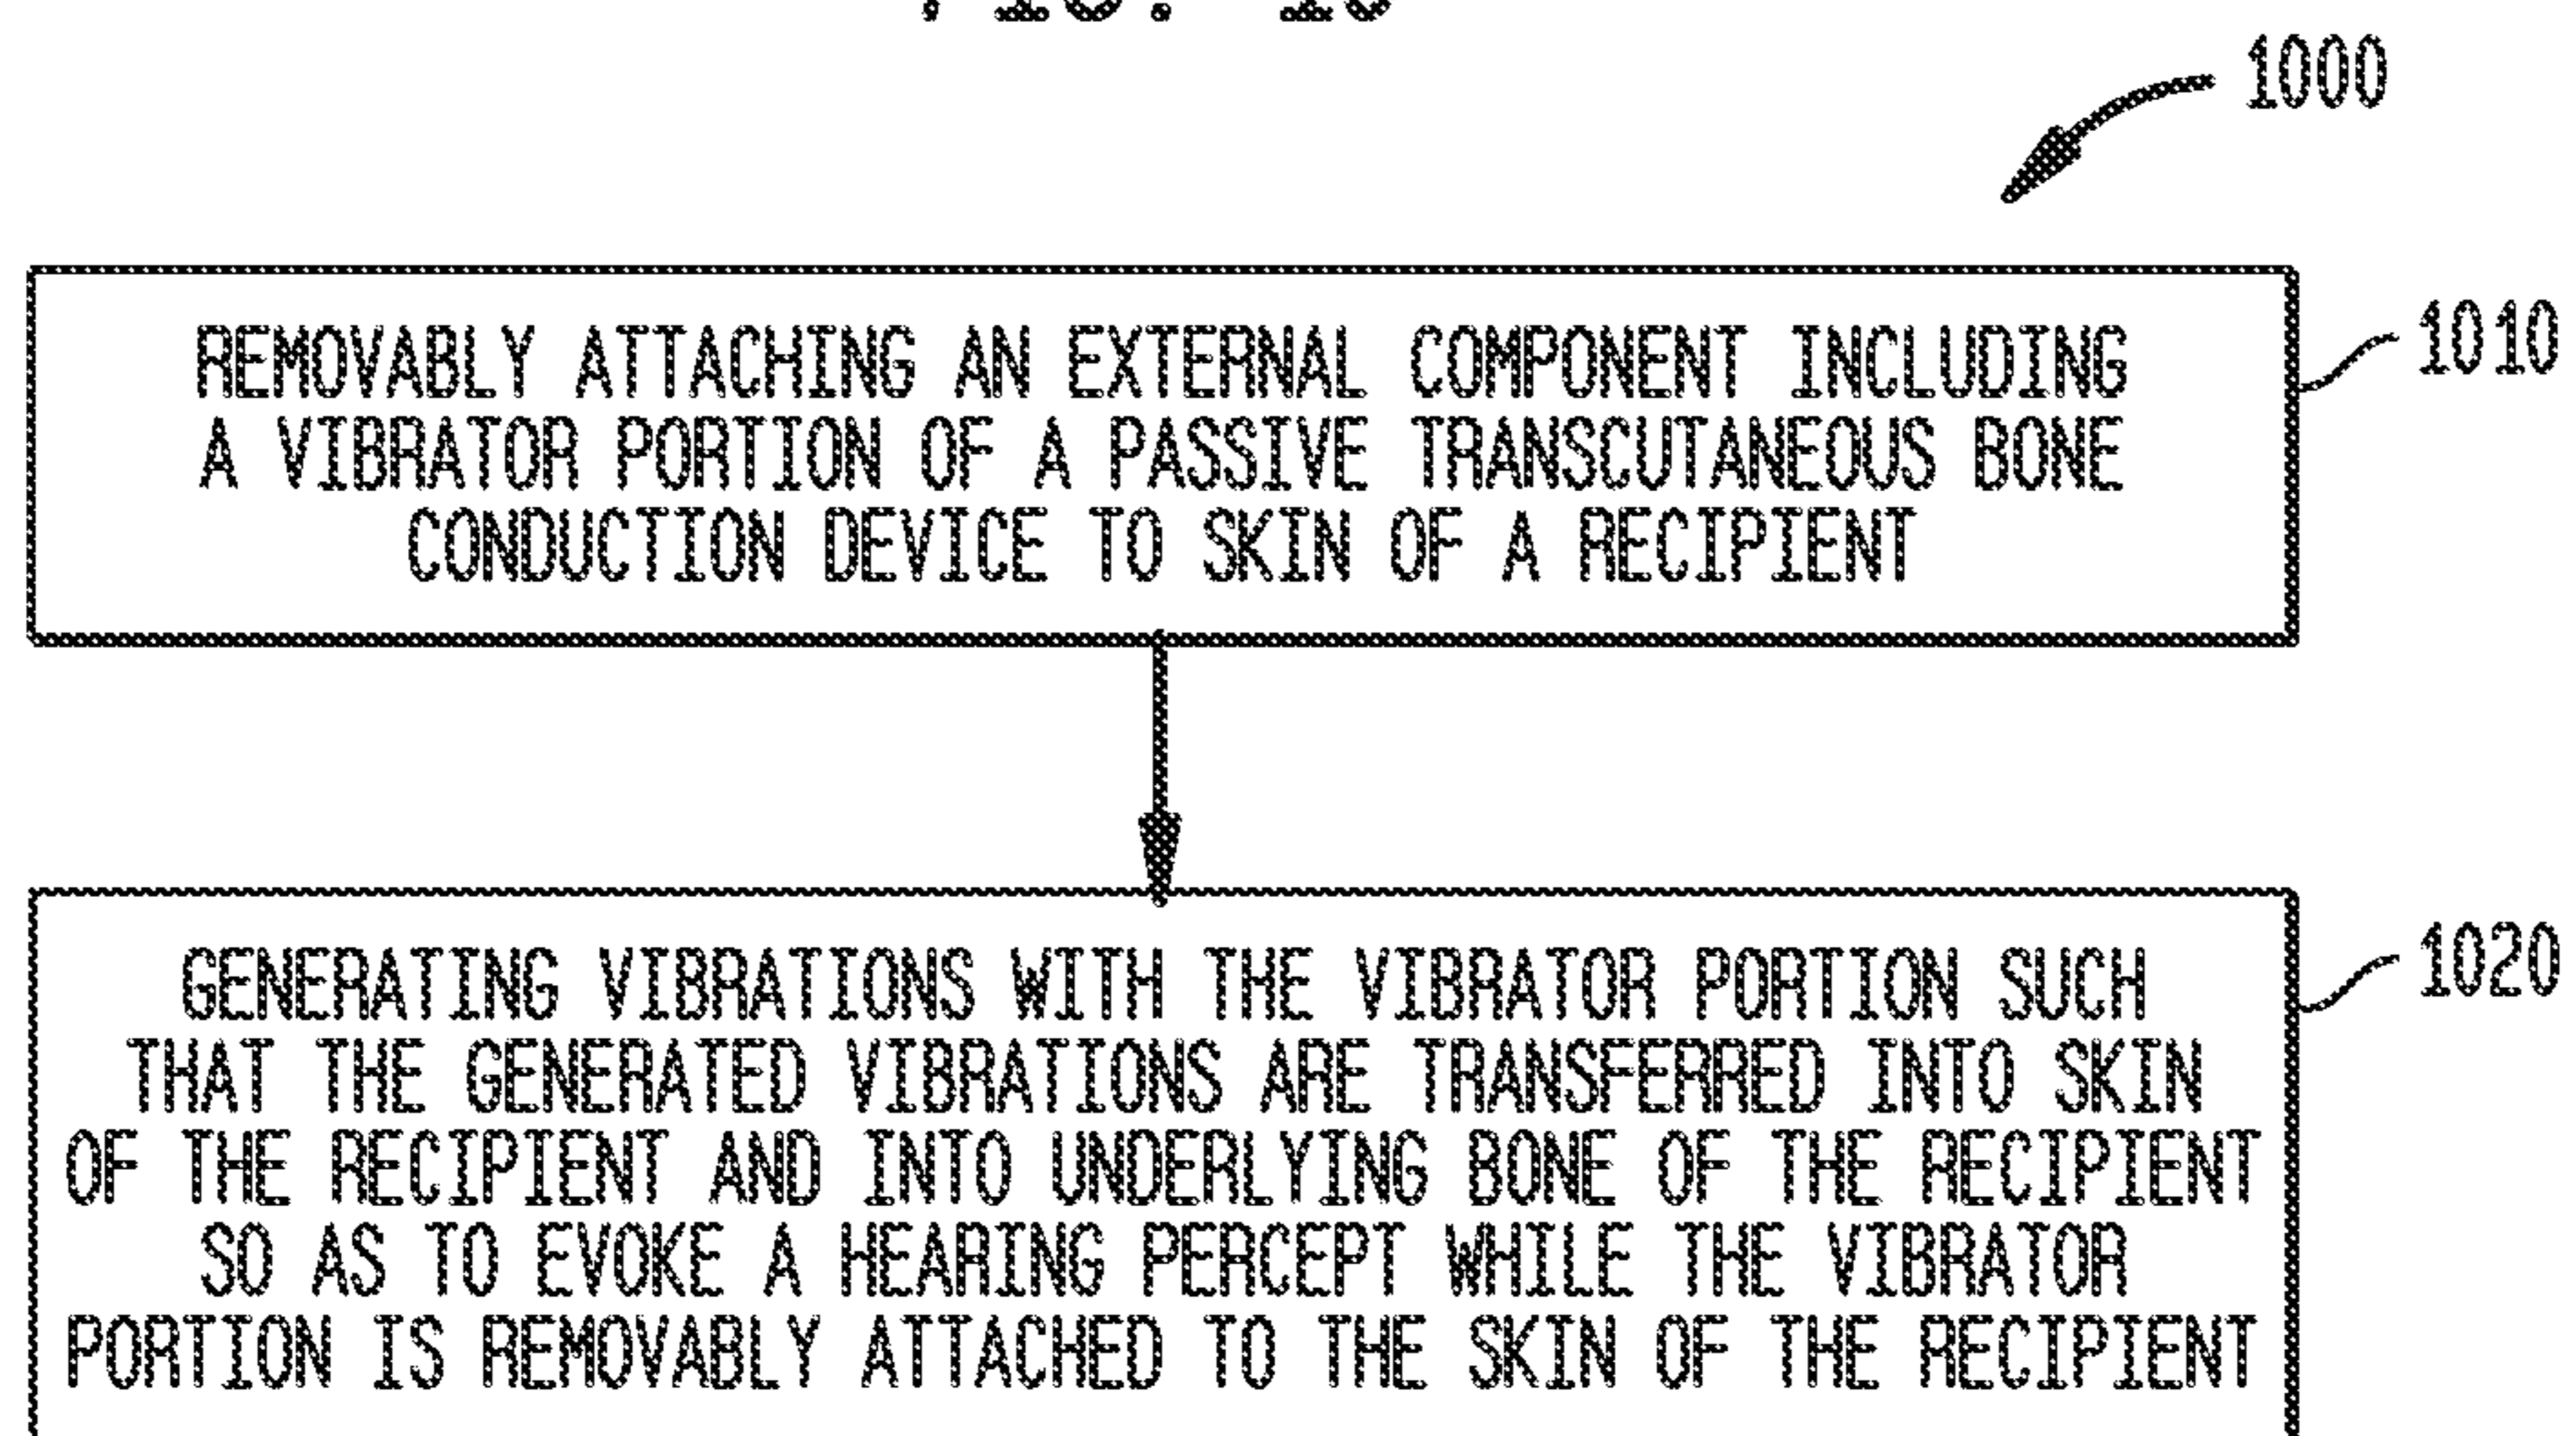 1000
REMOVABLY ATTACHING AN EXTERNAL COMPONENT INCLUDING
A VIBRATOR PORTION OF A PASSIVE TRANSCUTANEOUS BONE
CONDUCTION DEVICE TO SKIN OF A RECIPIENT
1010
GENERATING VIBRATIONS WITH THE VIBRATOR PORTION SUCH
THAT THE GENERATED VIBRATIONS ARE TRANSFERRED INTO SKIN
OF THE RECIPIENT AND INTO UNDERLYING BONE OF THE RECIPIENT
SO AS TO EVOKE A HEARING PERCEPT WHILE THE VIBRATOR
PORTION IS REMOVABLY ATTACHED TO THE SKIN OF THE RECIPIENT
1020